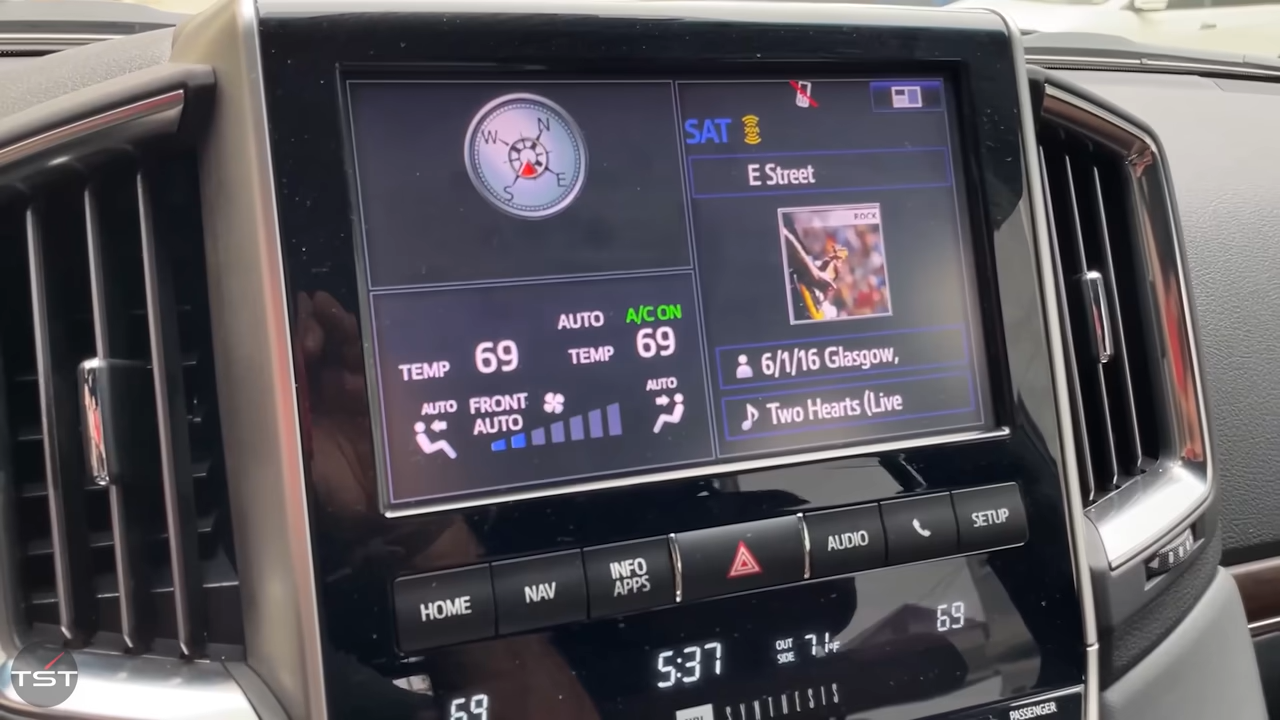 W N
S E
SAT
E Street
ROCK
6/1/16 Glasgow,
Two Hearts (Live
AUTO A/C ON
TEMP 69 TEMP 69
AUTO FRONT AUTO
AUTO
HOME
NAV
INFO
APPS
AUDIO
SETUP
5:37
OUT
SIDE
71°F
69
69
SYNTHESIS
PASSENGER
TST